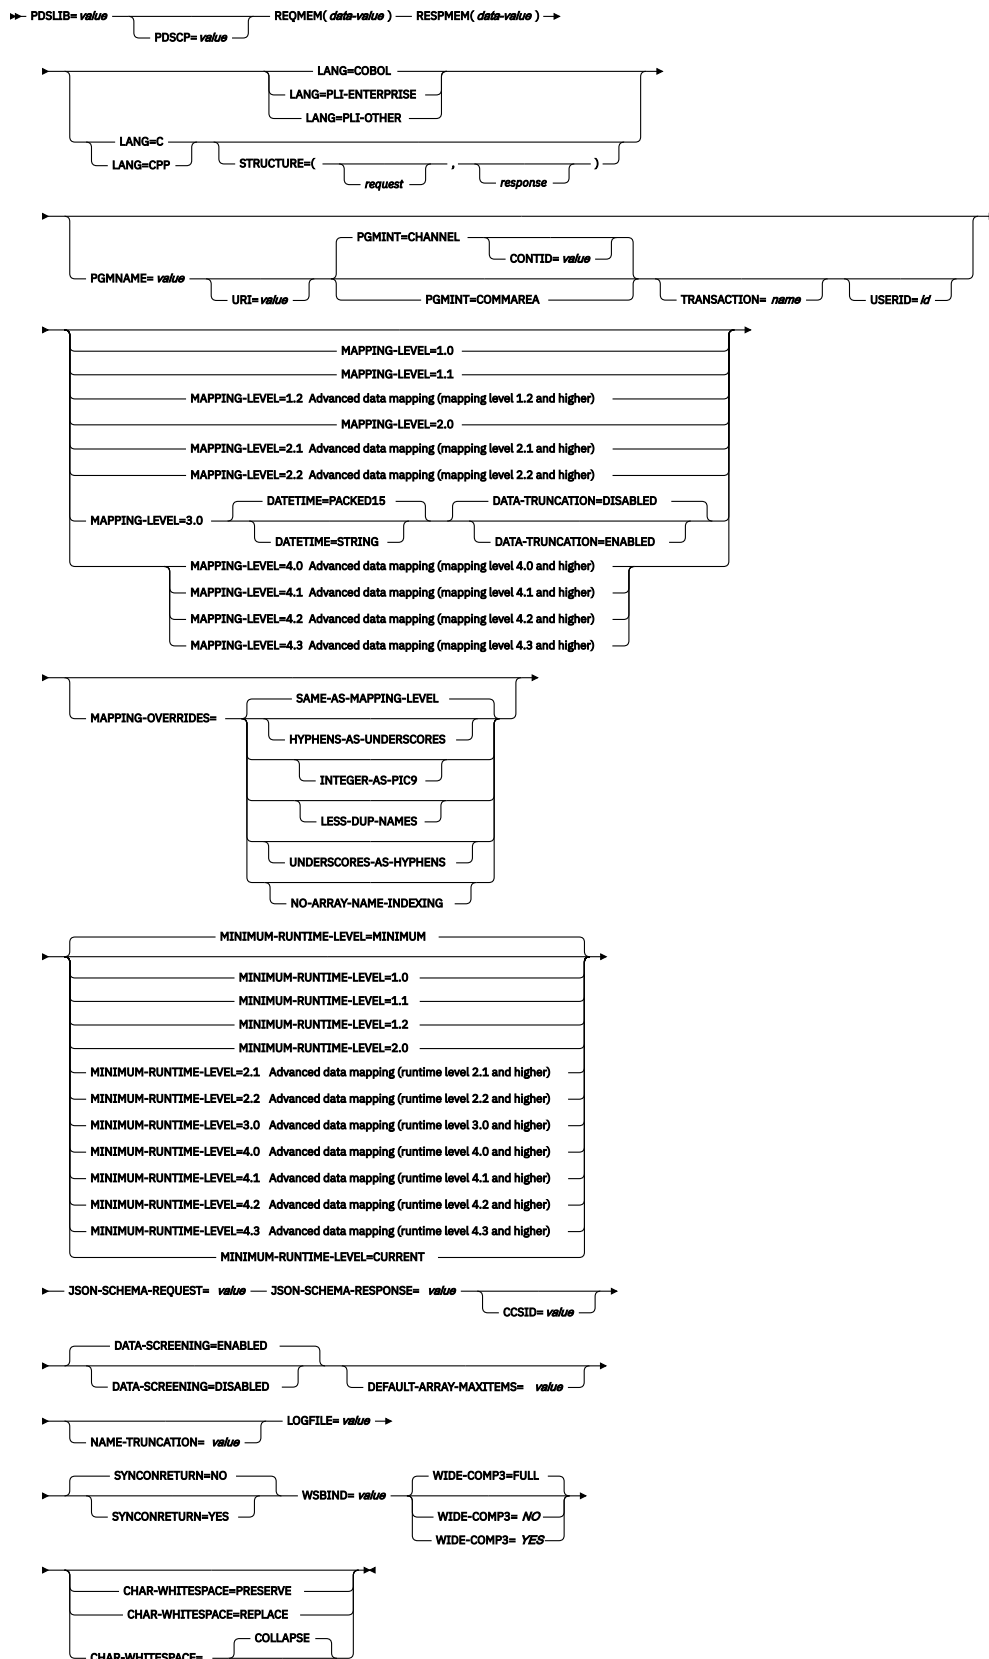 PDSLIB= value REQMEM( data-value ) RESPMEM( data-value )
PDSCP= value
LANG=COBOL
LANG=PLI-ENTERPRISE
LANG=PLI-OTHER
LANG=C
LANG=CPP STRUCTURE=( , )
request response
PGMINT=CHANNEL
CONTID= value
PGMNAME= value
URI= value PGMINT=COMMAREA TRANSACTION= name USERID= id
MAPPING-LEVEL=1.0
MAPPING-LEVEL=1.1
MAPPING-LEVEL=1.2 Advanced data mapping (mapping level 1.2 and higher)
MAPPING-LEVEL=2.0
MAPPING-LEVEL=2.1 Advanced data mapping (mapping level 2.1 and higher)
MAPPING-LEVEL=2.2 Advanced data mapping (mapping level 2.2 and higher)
DATETIME=PACKED15 DATA-TRUNCATION=DISABLED
MAPPING-LEVEL=3.0
DATETIME=STRING DATA-TRUNCATION=ENABLED
MAPPING-LEVEL=4.0 Advanced data mapping (mapping level 4.0 and higher)
MAPPING-LEVEL=4.1 Advanced data mapping (mapping level 4.1 and higher)
MAPPING-LEVEL=4.2 Advanced data mapping (mapping level 4.2 and higher)
MAPPING-LEVEL=4.3 Advanced data mapping (mapping level 4.3 and higher)
SAME-AS-MAPPING-LEVEL
MAPPING-OVERRIDES=
HYPHENS-AS-UNDERSCORES
INTEGER-AS-PIC9
LESS-DUP-NAMES
UNDERSCORES-AS-HYPHENS
NO-ARRAY-NAME-INDEXING
MINIMUM-RUNTIME-LEVEL=MINIMUM
MINIMUM-RUNTIME-LEVEL=1.0
MINIMUM-RUNTIME-LEVEL=1.1
MINIMUM-RUNTIME-LEVEL=1.2
MINIMUM-RUNTIME-LEVEL=2.0
MINIMUM-RUNTIME-LEVEL=2.1 Advanced data mapping (runtime level 2.1 and higher)
MINIMUM-RUNTIME-LEVEL=2.2 Advanced data mapping (runtime level 2.2 and higher)
MINIMUM-RUNTIME-LEVEL=3.0 Advanced data mapping (runtime level 3.0 and higher)
MINIMUM-RUNTIME-LEVEL=4.0 Advanced data mapping (runtime level 4.0 and higher)
MINIMUM-RUNTIME-LEVEL=4.1 Advanced data mapping (runtime level 4.1 and higher)
MINIMUM-RUNTIME-LEVEL=4.2 Advanced data mapping (runtime level 4.2 and higher)
MINIMUM-RUNTIME-LEVEL=4.3 Advanced data mapping (runtime level 4.3 and higher)
MINIMUM-RUNTIME-LEVEL=CURRENT
JSON-SCHEMA-REQUEST= value JSON-SCHEMA-RESPONSE= value
CCSID= value
DATA-SCREENING=ENABLED
DATA-SCREENING=DISABLED DEFAULT-ARRAY-MAXITEMS= value
LOGFILE= value
NAME-TRUNCATION= value
SYNCONRETURN=NO WIDE-COMP3=FULL
WSBIND= value
SYNCONRETURN=YES WIDE-COMP3= NO
WIDE-COMP3= YES
CHAR-WHITESPACE=PRESERVE
CHAR-WHITESPACE=REPLACE
COLLAPSE
CHAR-WHITESPACE=